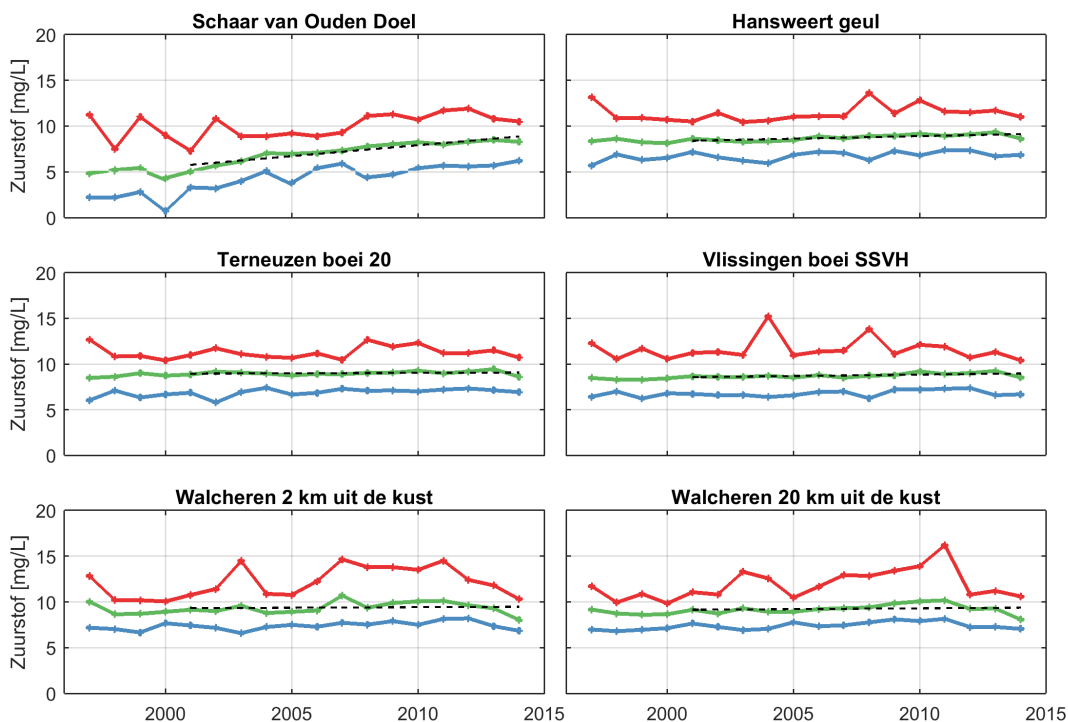 Schaar van Ouden Doel
Hansweert geul
Zuurstof [mg/L]
20
15
10
5
0
Terneuzen boei 20
Vlissingen boei SSVH
Zuurstof [mg/L]
20
15
10
5
0
Walcheren 2 km uit de kust
Walcheren 20 km uit de kust
Zuurstof [mg/L]
20
15
10
5
0
2000 2005 2010 2015
2000 2005 2010 2015